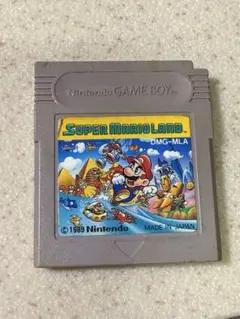 Nintendo GAME BOY
SUPER MARIO LAND
DMG-MLA
© 1989 Nintendo
MADE IN JAPAN